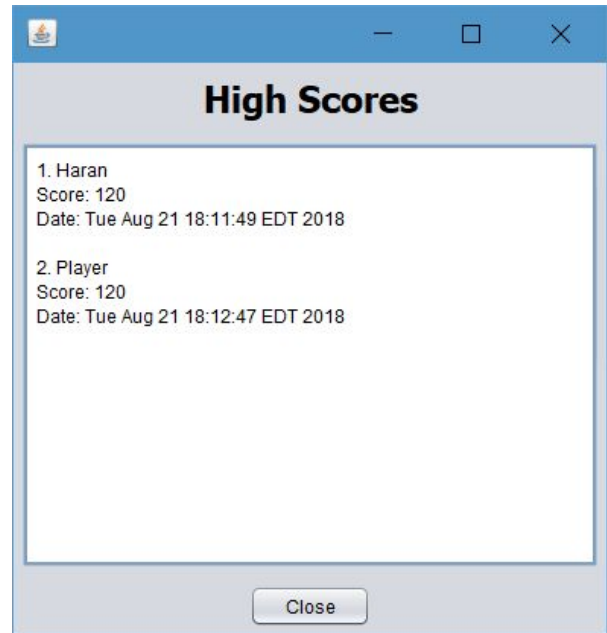 High Scores
1. Haran
Score: 120
Date: Tue Aug 21 18:11:49 EDT 2018
2. Player
Score: 120
Date: Tue Aug 21 18:12:47 EDT 2018
Close